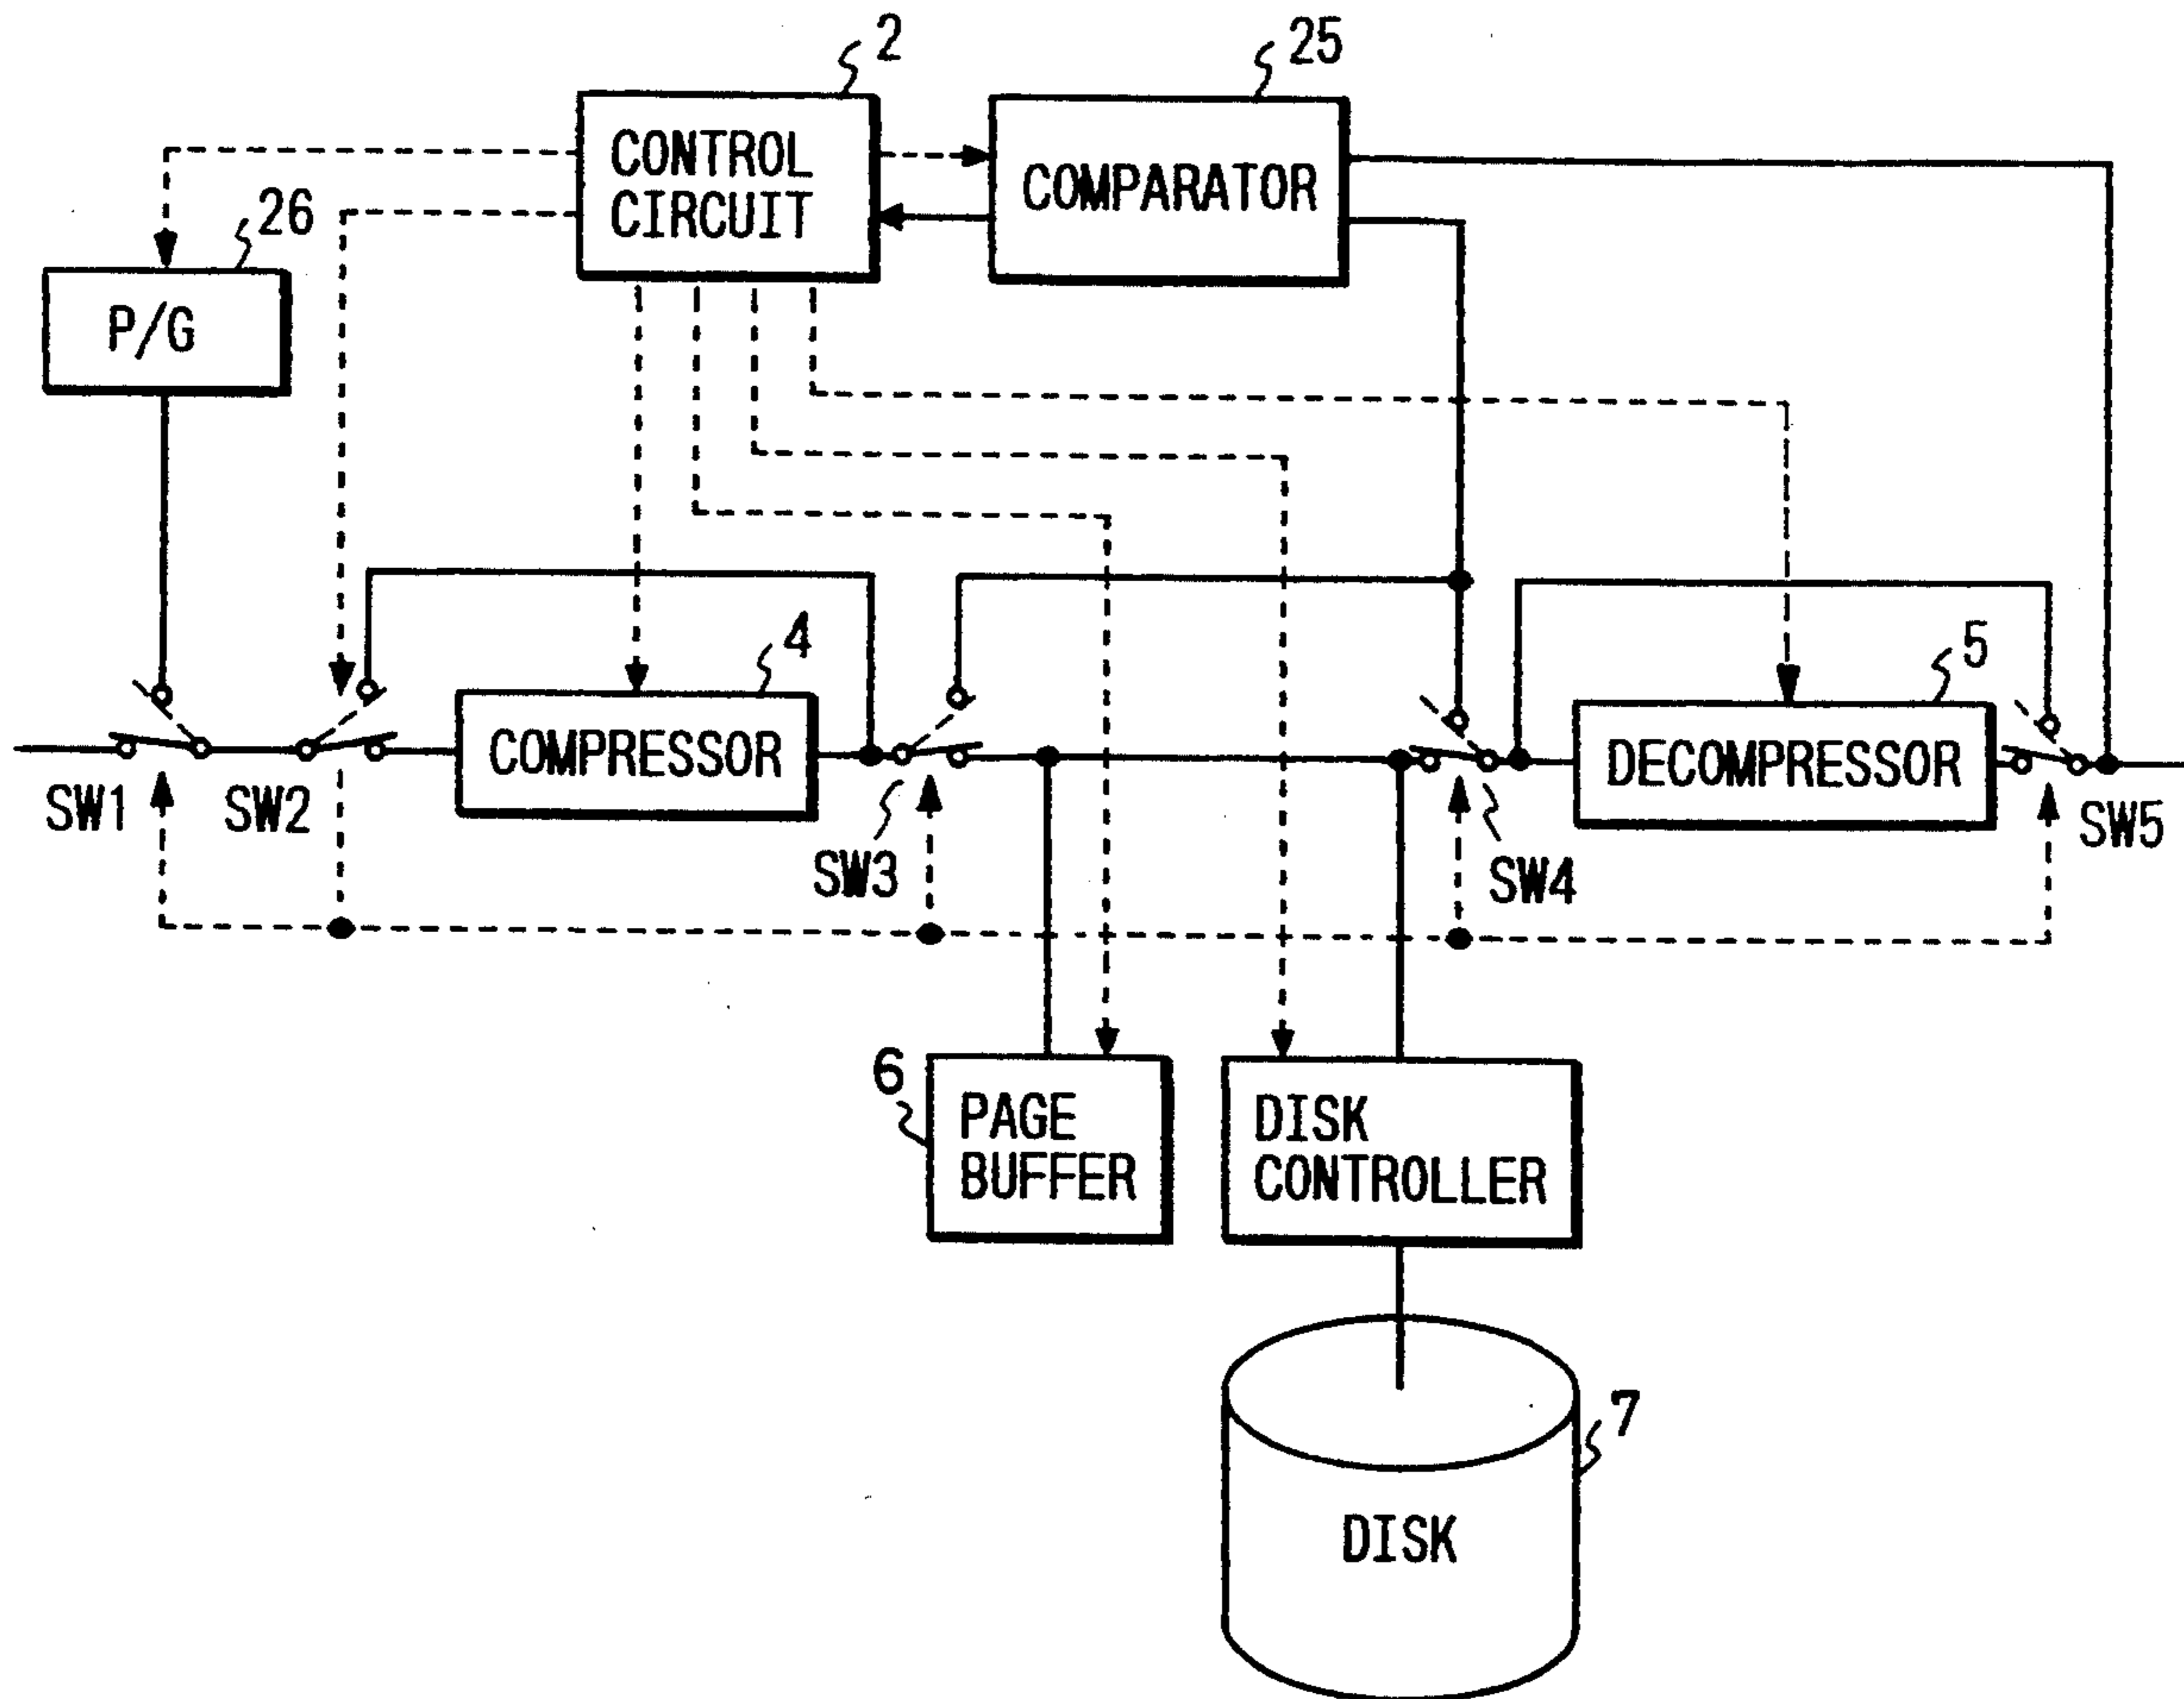 2
25
CONTROL
CIRCUIT
COMPARATOR
26
P/G
4
COMPRESSOR
5
DECOMPRESSOR
SW1
SW2
SW3
SW4
SW5
6
PAGE
BUFFER
DISK
CONTROLLER
7
DISK